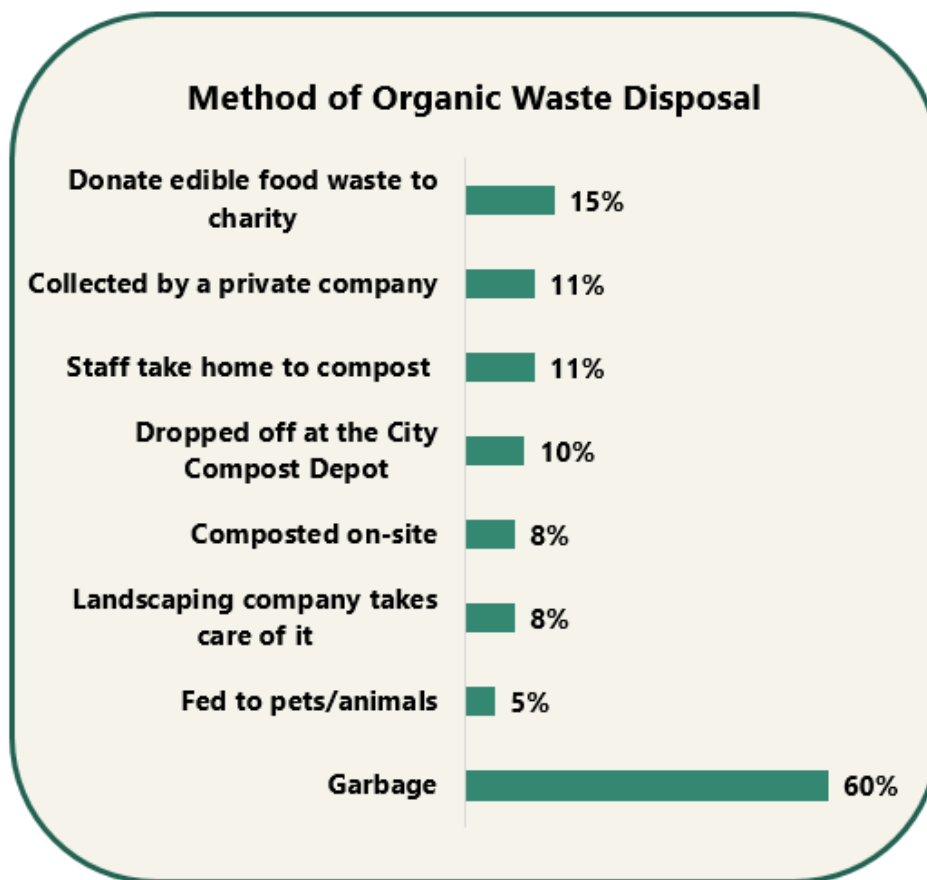 Method of Organic Waste Disposal
Donate edible food waste to
charity
15%
Collected by a private company
11%
Staff take home to compost
11%
Dropped off at the City
Compost Depot
10%
Composted on-site
8%
Landscaping company takes
care of it
8%
Fed to pets/animals
5%
Garbage
60%